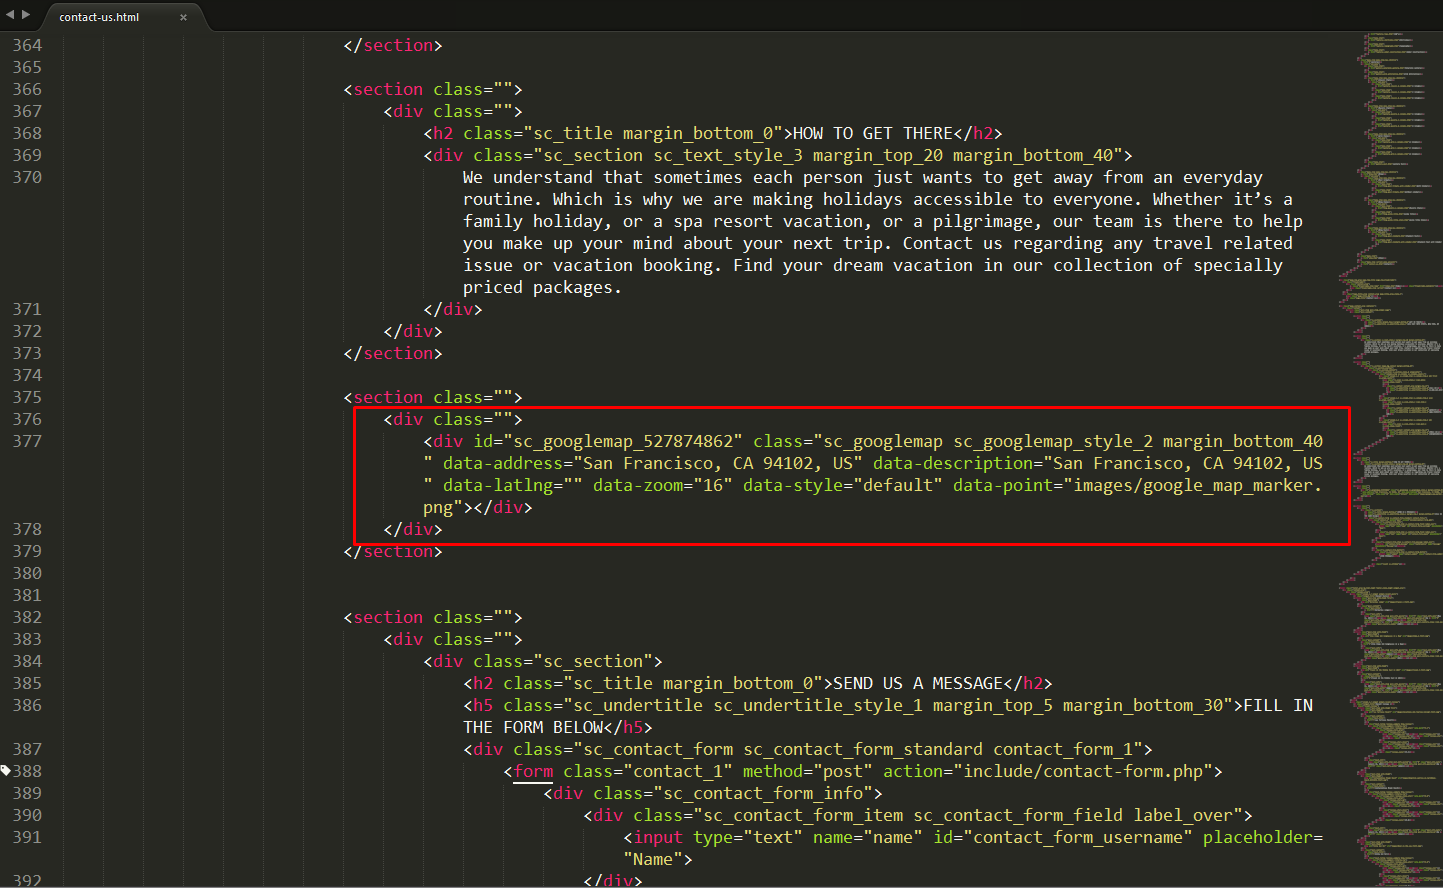 contact-us.html ×
364 </section>
365
366 <section class="">
367 <div class="">
368 <h2 class="sc_title margin_bottom_0">HOW TO GET THERE</h2>
369 <div class="sc_section sc_text_style_3 margin_top_20 margin_bottom_40">
370 We understand that sometimes each person just wants to get away from an everyday
routine. Which is why we are making holidays accessible to everyone. Whether it’s a
family holiday, or a spa resort vacation, or a pilgrimage, our team is there to help
you make up your mind about your next trip. Contact us regarding any travel related
issue or vacation booking. Find your dream vacation in our collection of specially
priced packages.
371 </div>
372 </div>
373 </section>
374
375 <section class="">
376 <div class="">
377 <div id="sc_googlemap_527874862" class="sc_googlemap sc_googlemap_style_2 margin_bottom_40
" data-address="San Francisco, CA 94102, US" data-description="San Francisco, CA 94102, US
" data-latlng="" data-zoom="16" data-style="default" data-point="images/google_map_marker.
png"></div>
378 </div>
379 </section>
380
381
382 <section class="">
383 <div class="">
384 <div class="sc_section">
385 <h2 class="sc_title margin_bottom_0">SEND US A MESSAGE</h2>
386 <h5 class="sc_undertitle sc_undertitle_style_1 margin_top_5 margin_bottom_30">FILL IN
THE FORM BELOW</h5>
387 <div class="sc_contact_form sc_contact_form_standard contact_form_1">
388 <form class="contact_1" method="post" action="include/contact-form.php">
389 <div class="sc_contact_form_info">
390 <div class="sc_contact_form_item sc_contact_form_field label_over">
391 <input type="text" name="name" id="contact_form_username" placeholder=
"Name">
392 </div>